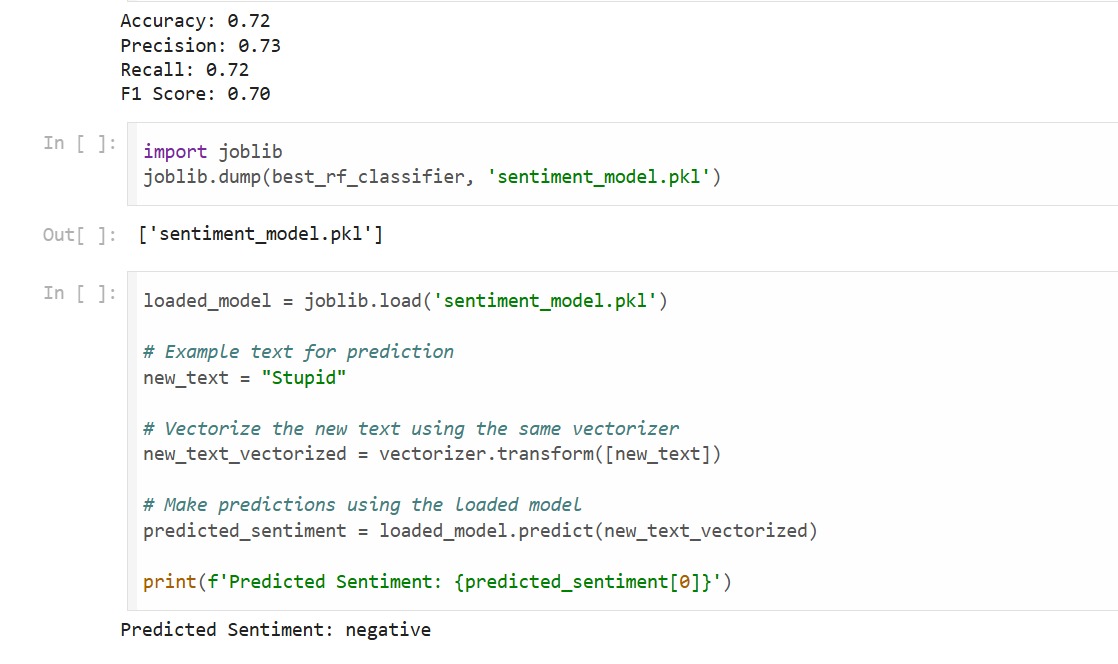 Accuracy: 0.72
Precision: 0.73
Recall: 0.72
F1 Score: 0.70
In [ ]:
import joblib
joblib.dump(best_rf_classifier, 'sentiment_model.pkl')
Out[ ]: ['sentiment_model.pkl']
In [ ]:
loaded_model = joblib.load('sentiment_model.pkl')
# Example text for prediction
new_text = "Stupid"
# Vectorize the new text using the same vectorizer
new_text_vectorized = vectorizer.transform([new_text])
# Make predictions using the loaded model
predicted_sentiment = loaded_model.predict(new_text_vectorized)
print(f'Predicted Sentiment: {predicted_sentiment[0]}')
Predicted Sentiment: negative